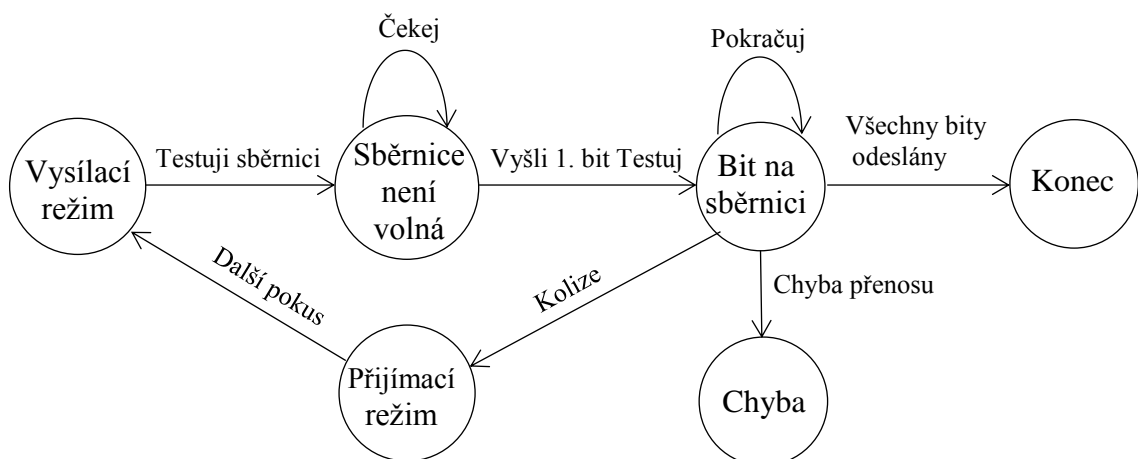 Čekej
Pokračuj
Všechny bity
odeslány
Vysílací
režim
Testuji sběrnici
Sběrnice
není
volná
Vyšli 1. bit Testuj
Bit na
sběrnici
Konec
Další pokus
Kolize
Chyba přenosu
Přijímací
režim
Chyba